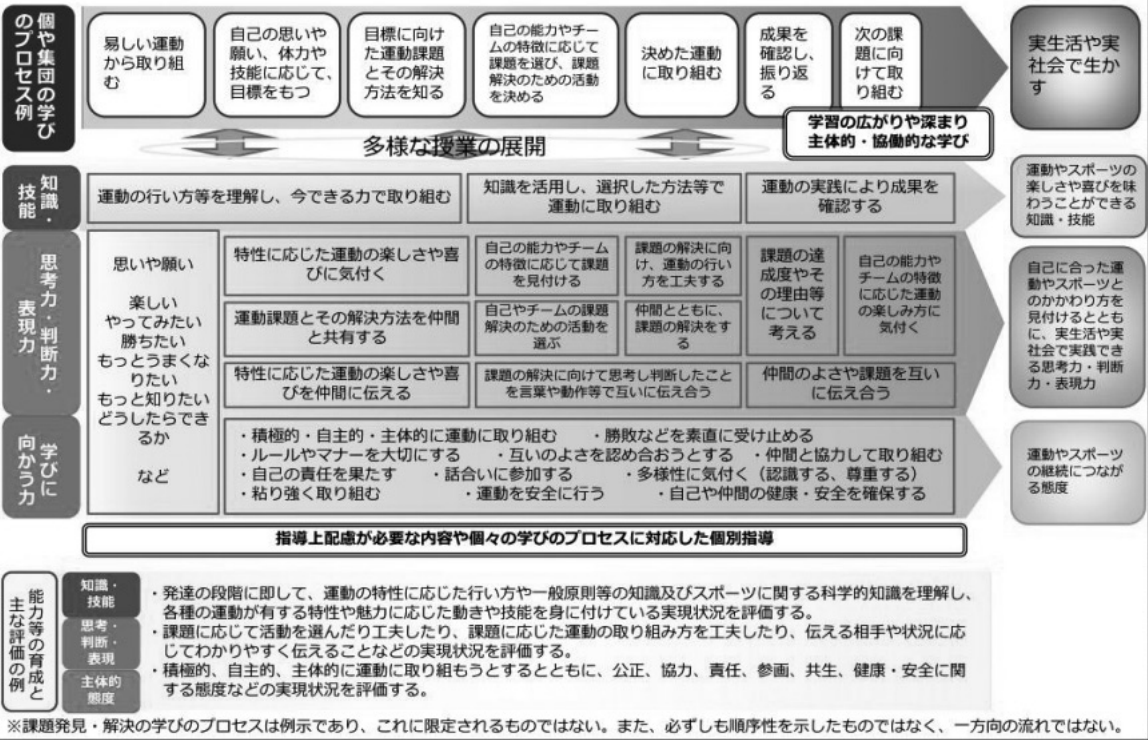 個や集団の学び
のプロセス例
易しい運動
から取り組
む
自己の思いや
願い、体力や
技能に応じて、
目標をもつ
目標に向け
た運動課題
とその解決
方法を知る
自己の能力やチー
ムの特徴に応じて
課題を選び、課題
解決のための活動
を決める
決めた運動
に取り組む
成果を
確認し、
振り返
る
次の課
題に向
けて取
り組む
実生活や実
社会で生か
す
学習の広がりや深まり
主体的・協働的な学び
多様な授業の展開
知識・
技能
運動の行い方等を理解し、今できる力で取り組む
知識を活用し、選択した方法等で
運動に取り組む
運動の実践により成果を
確認する
運動やスポーツの
楽しさや喜びを味
わうことができる
知識・技能
思考力・判断力・
表現力
思いや願い
楽しい
やってみたい
勝ちたい
もっとうまくな
りたい
もっと知りたい
どうしたらでき
るか
など
特性に応じた運動の楽しさや喜
びに気付く
自己の能力やチーム
の特徴に応じて課題
を見付ける
課題の解決に向
け、運動の行い
方を工夫する
課題の達
成度やそ
の理由等
について
考える
自己の能力や
チームの特徴
に応じた運動
の楽しみ方に
気付く
運動課題とその解決方法を仲間
と共有する
自己やチームの課題
解決のための活動を
選ぶ
仲間とともに、
課題の解決をす
る
特性に応じた運動の楽しさや喜
びを仲間に伝える
課題の解決に向けて思考し判断したこと
を言葉や動作等で互いに伝え合う
仲間のよさや課題を互い
に伝え合う
自己に合った運
動やスポーツと
のかかわり方を
見付けるととも
に、実生活や実
社会で実践でき
る思考力・判断
力・表現力
学びに
向かう力
・積極的・自主的・主体的に運動に取り組む ・勝敗などを素直に受け止める
・ルールやマナーを大切にする ・互いのよさを認め合おうとする ・仲間と協力して取り組む
・自己の責任を果たす ・話合いに参加する ・多様性に気付く（認識する、尊重する）
・粘り強く取り組む ・運動を安全に行う ・自己や仲間の健康・安全を確保する
運動やスポーツ
の継続につなが
る態度
指導上配慮が必要な内容や個々の学びのプロセスに対応した個別指導
能力等の育成と
主な評価の例
知識・
技能
思考・
判断・
表現
主体的
態度
・発達の段階に即して、運動の特性に応じた行い方や一般原則等の知識及びスポーツに関する科学的知識を理解し、
各種の運動が有する特性や魅力に応じた動きや技能を身に付けている実現状況を評価する。
・課題に応じて活動を選んだり工夫したり、課題に応じた運動の取り組み方を工夫したり、伝える相手や状況に応
じてわかりやすく伝えることなどの実現状況を評価する。
・積極的、自主的、主体的に運動に取り組もうとするとともに、公正、協力、責任、参画、共生、健康・安全に関
する態度などの実現状況を評価する。
※課題発見・解決の学びのプロセスは例示であり、これに限定されるものではない。また、必ずしも順序性を示したものではなく、一方向の流れではない。